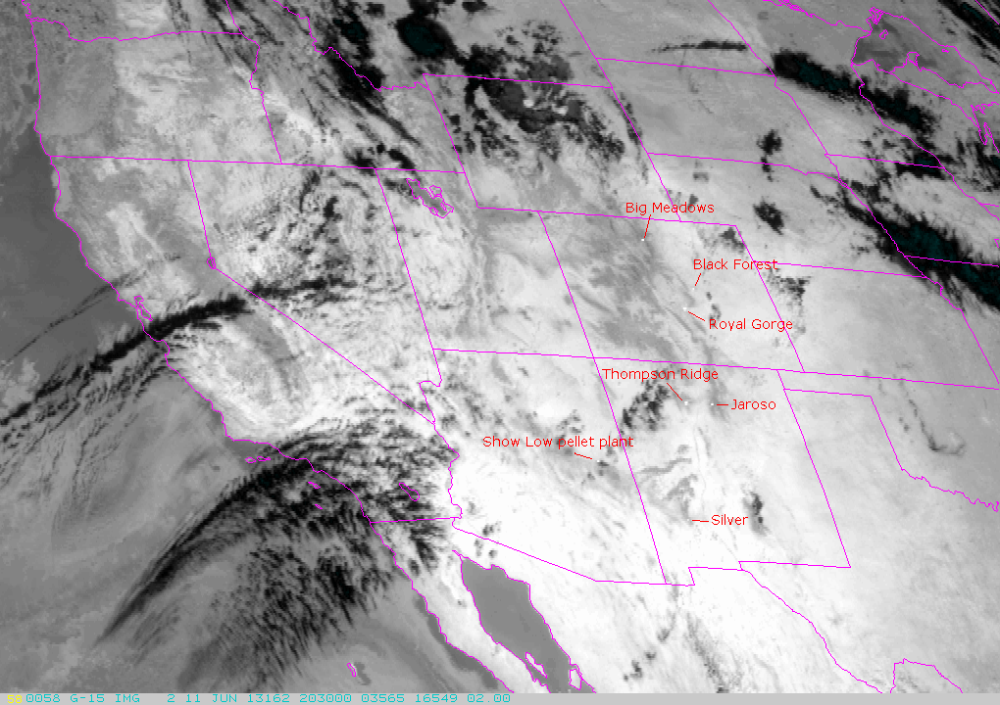 Big Meadows
Black Forest
Royal Gorge
Thompson Ridge
Jaroso
Show Low pellet plant
Silver
0058 G-15 IMG 2 11 JUN 13162 203000 03565 16549 02.00